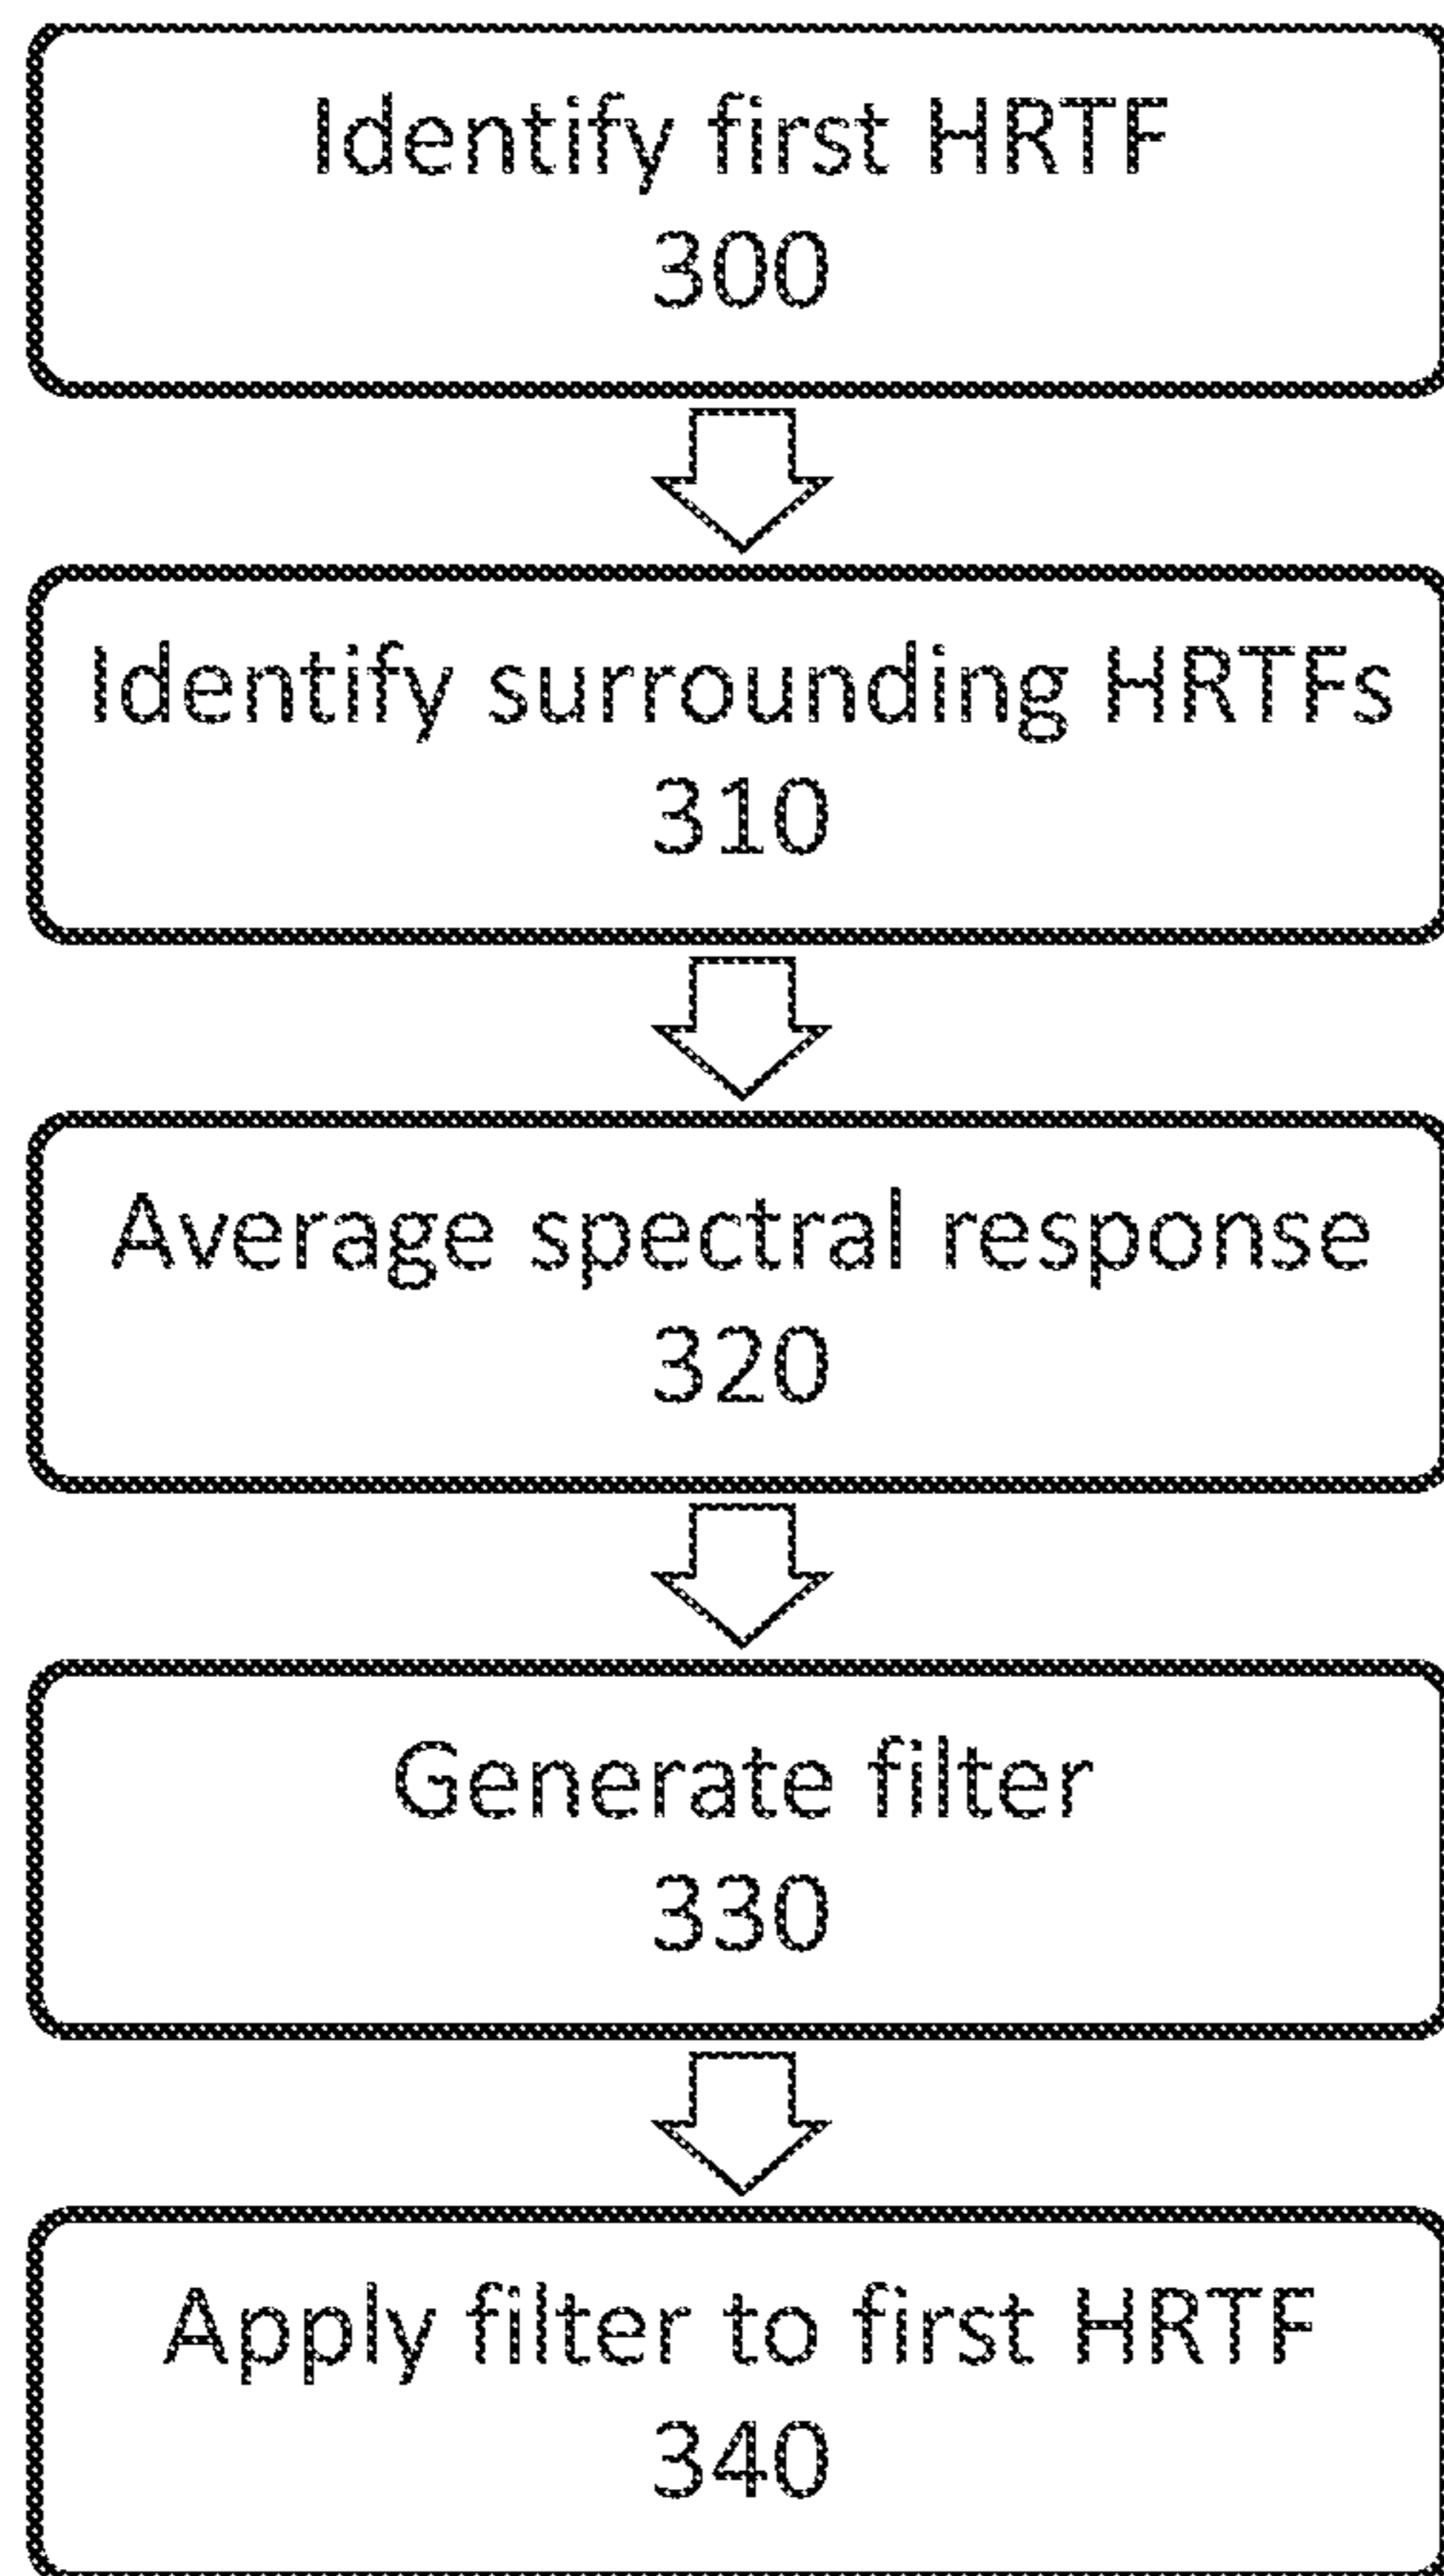 Identify first HRTF
300
Identify surrounding HRTFs
310
Average spectral response
320
Generate filter
330
Apply filter to first HRTF
340